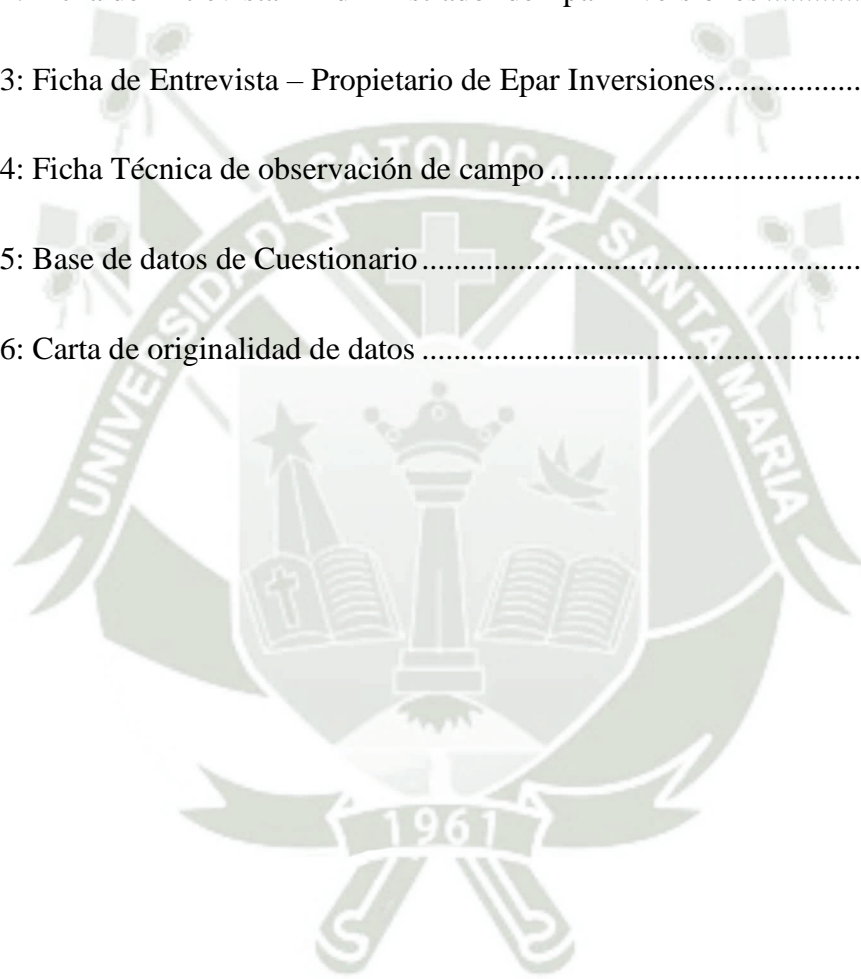 3: Ficha de Entrevista – Propietario de Epar Inversiones..................
4: Ficha Técnica de observación de campo.......................................
5: Base de datos de Cuestionario.......................................................
6: Carta de originalidad de datos.......................................................
UNIVERSIDAD CATOLICA SANTA MARIA
1961